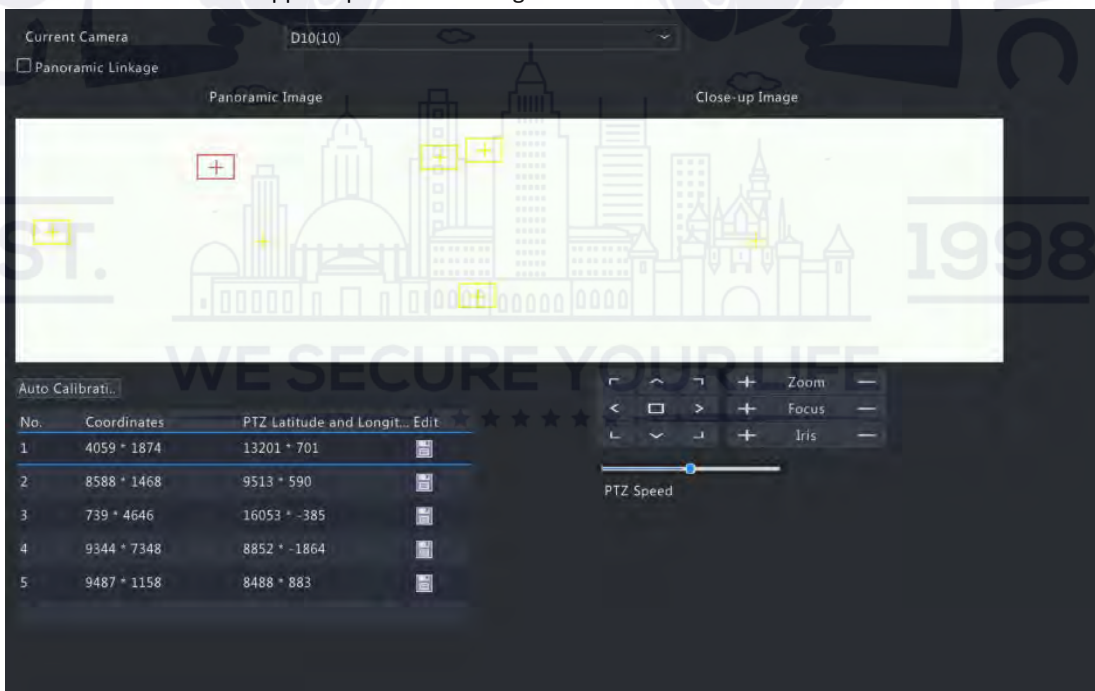 Current Camera D10(10)
Panoramic Linkage
Panoramic Image Close-up Image
EST. 1998
WE SECURE YOUR LIFE
Auto Calibrati..
Zoom
No. Coordinates PTZ Latitude and Longit... Edit
Focus
1 4059 * 1874 13201 * 701
Iris
2 8588 * 1468 9513 * 590
PTZ Speed
3 739 * 4646 16053 * -385
4 9344 * 7348 8852 * -1864
5 9487 * 1158 8488 * 883